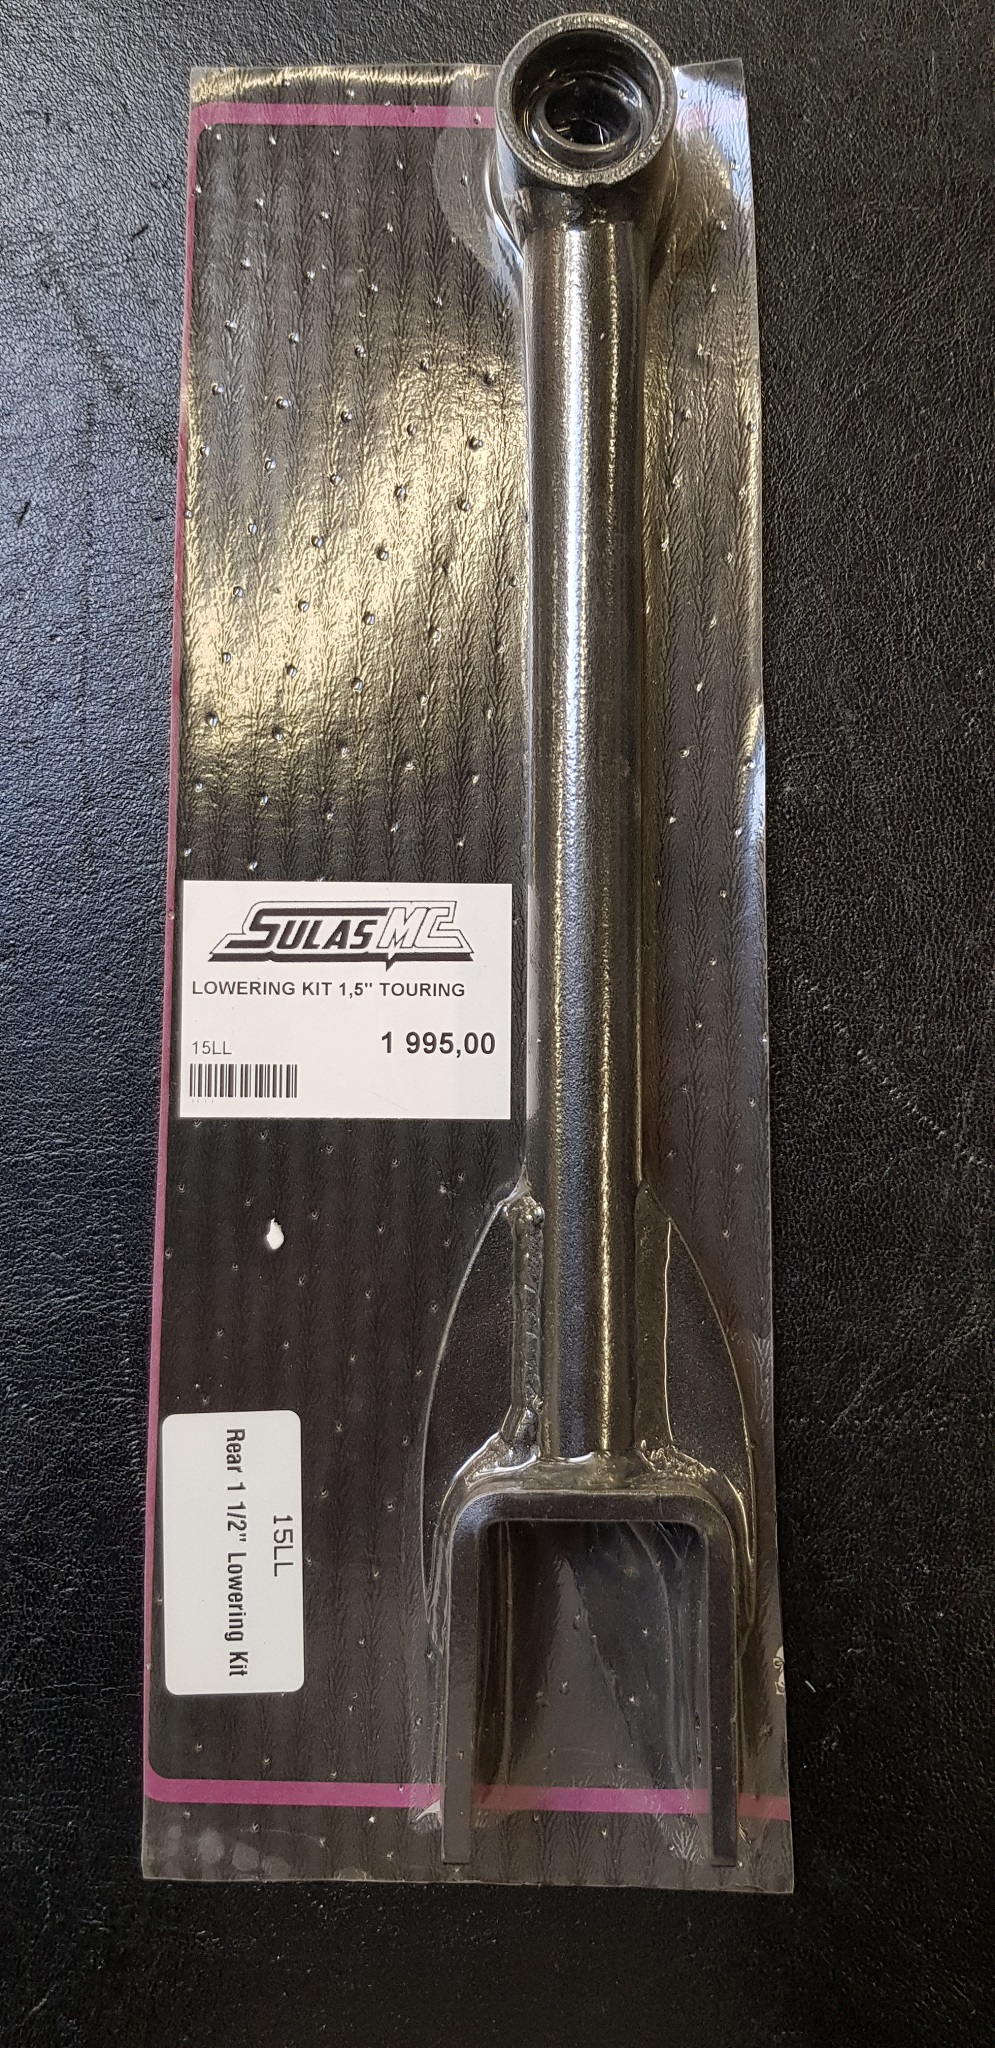 SULAS MC
LOWERING KIT 1,5" TOURING
15LL
1 995,00
15LL
Rear 1 1/2" Lowering Kit